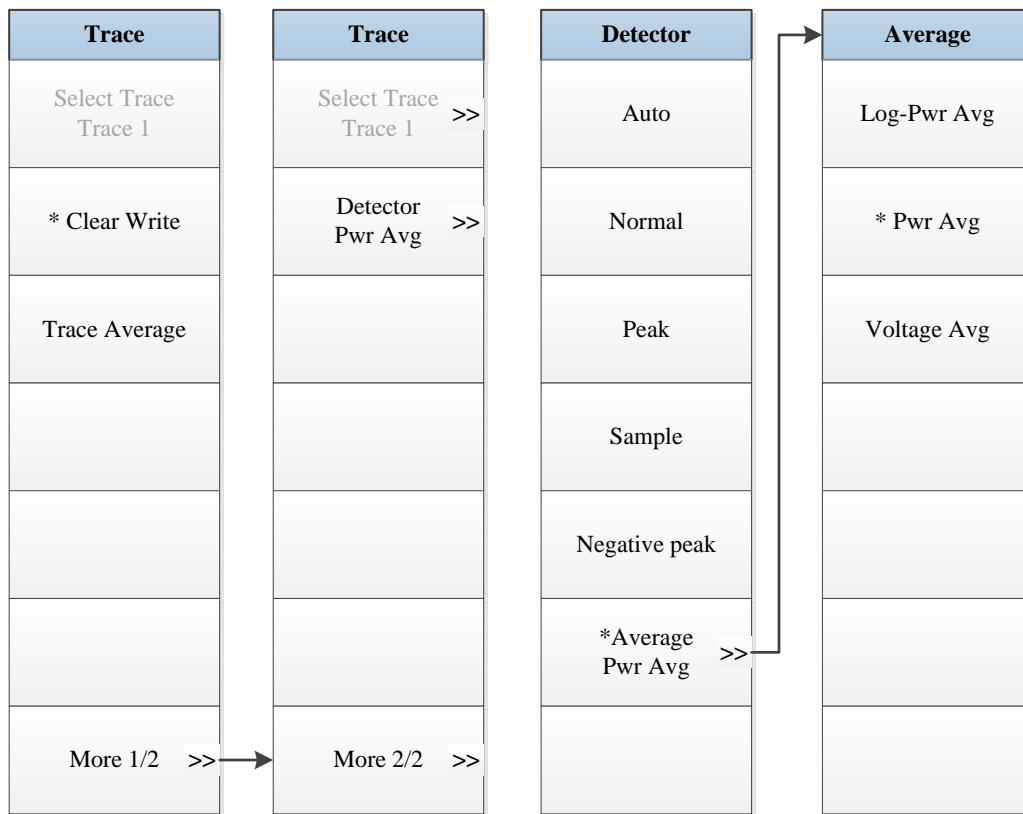 Trace
Select Trace
Trace 1
* Clear Write
Trace Average
More 1/2 >>
Trace
Select Trace
Trace 1 >>
Detector
Pwr Avg >>
More 2/2 >>
Detector
Auto
Normal
Peak
Sample
Negative peak
*Average
Pwr Avg >>
Average
Log-Pwr Avg
* Pwr Avg
Voltage Avg